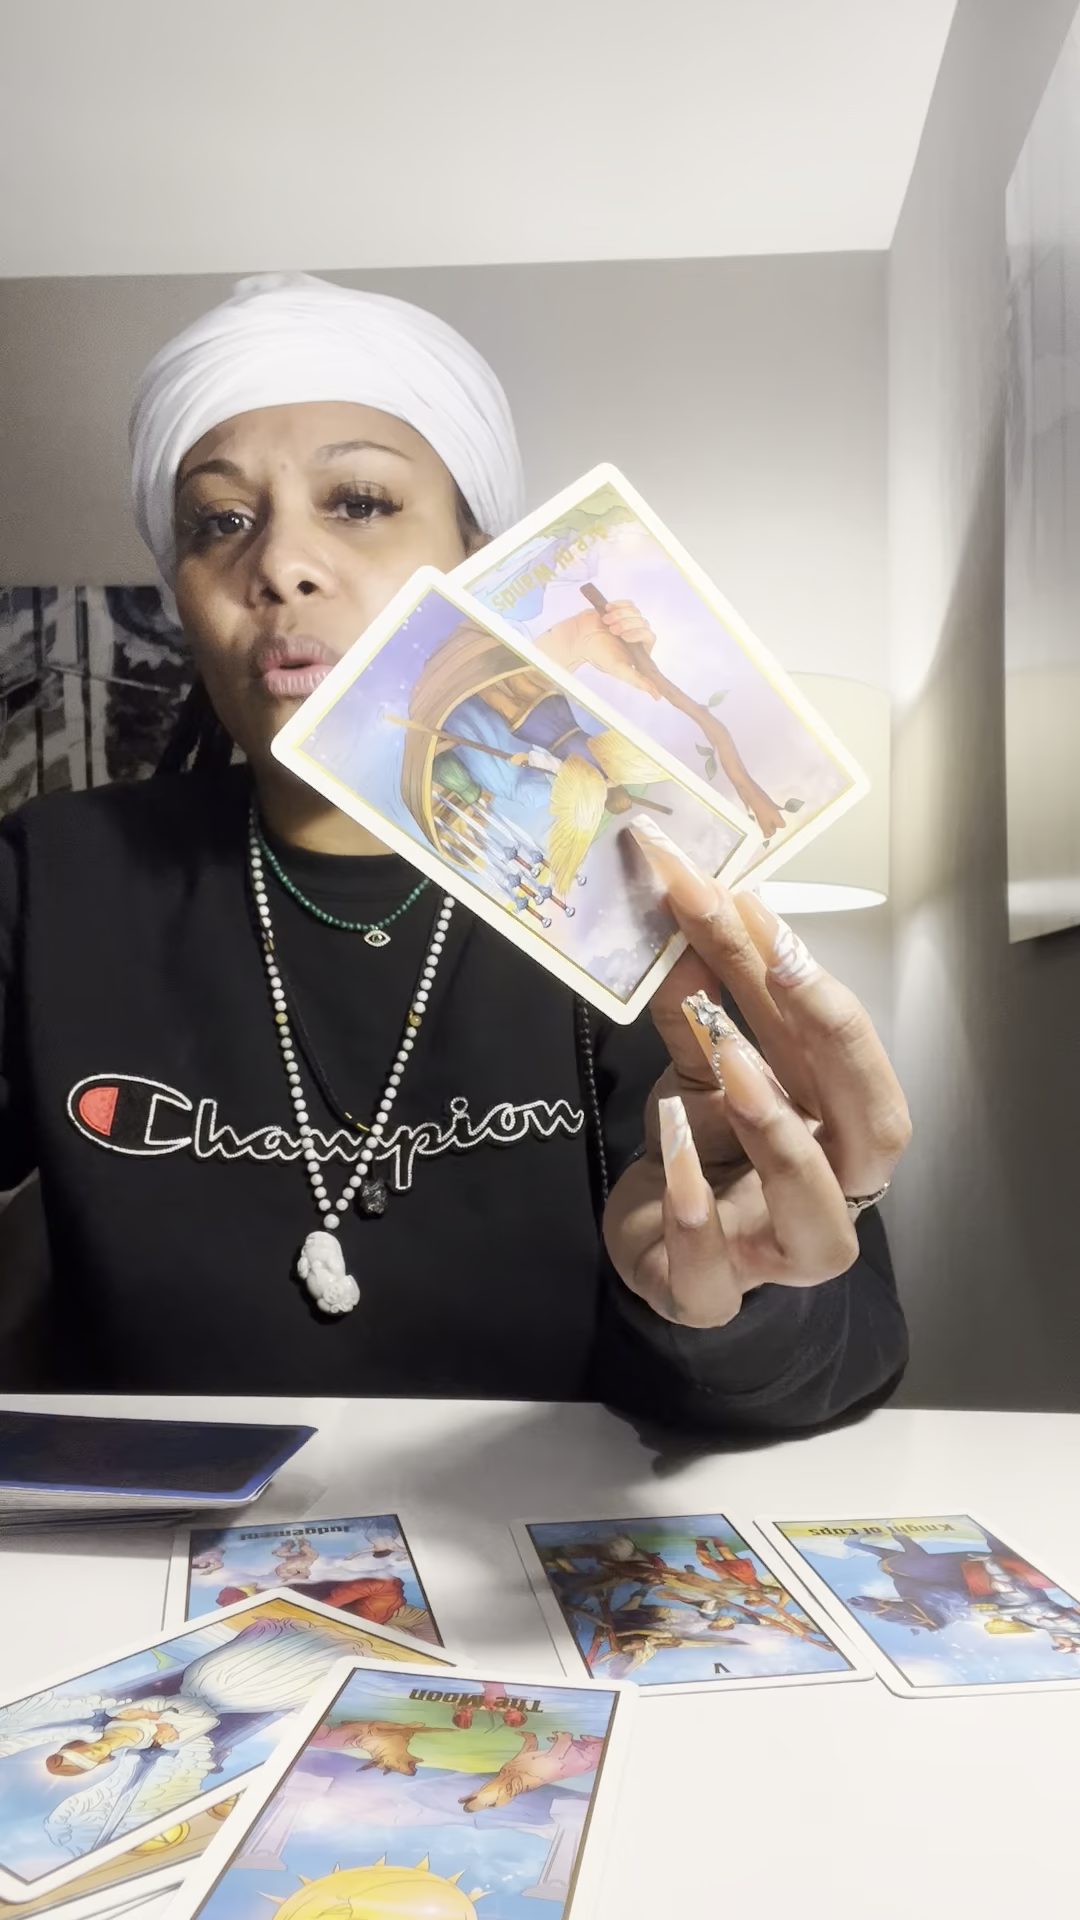 Ace of Wands
Champion
Judgement
V
Knight of Cups
The Moon